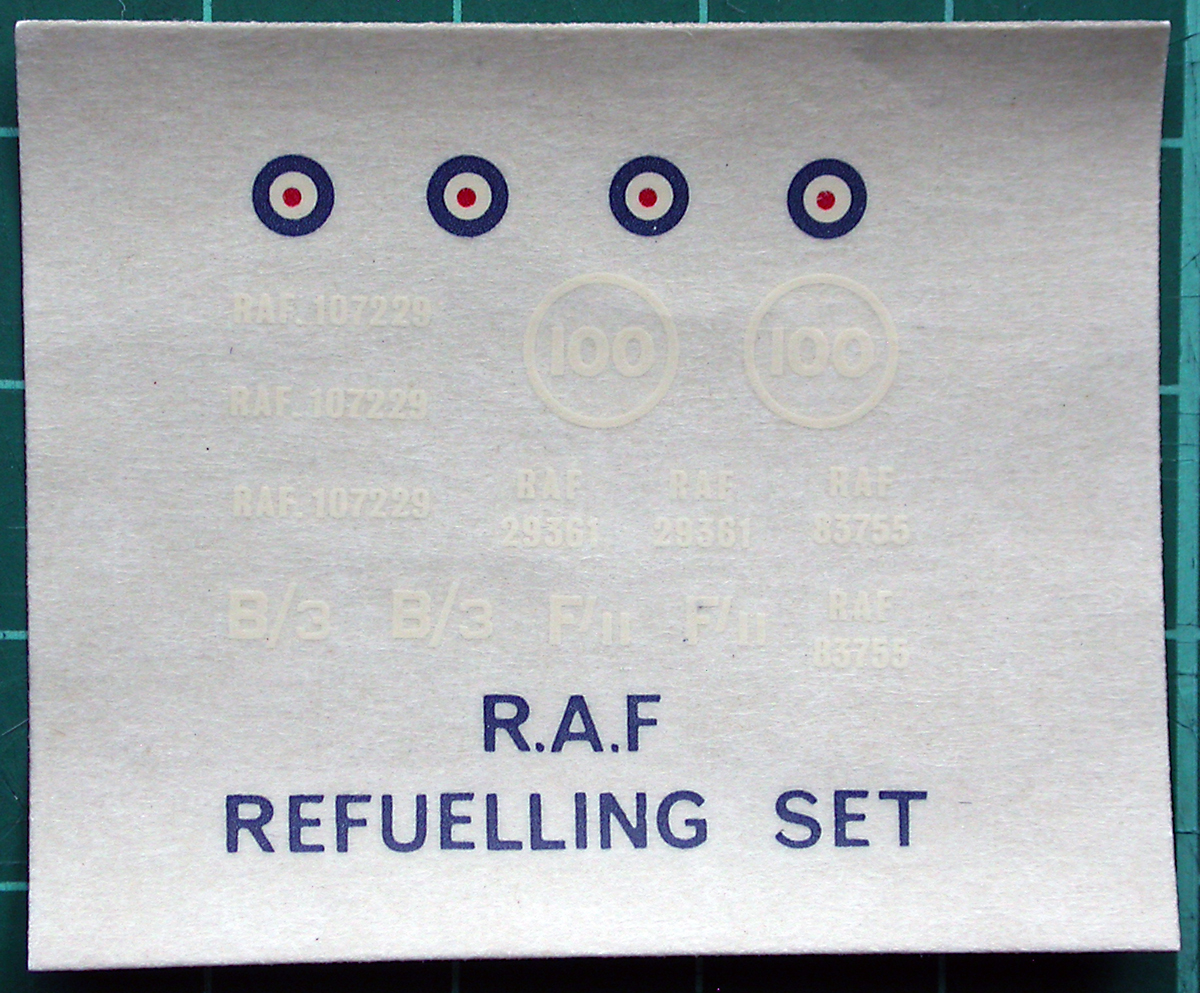 RAF.107229
100 100
RAF.107229
RAF.107229
RAF RAF RAF
29361 29361 83755
B/3 B/3 F/11 F/11
RAF
83755
R.A.F
REFUELLING SET